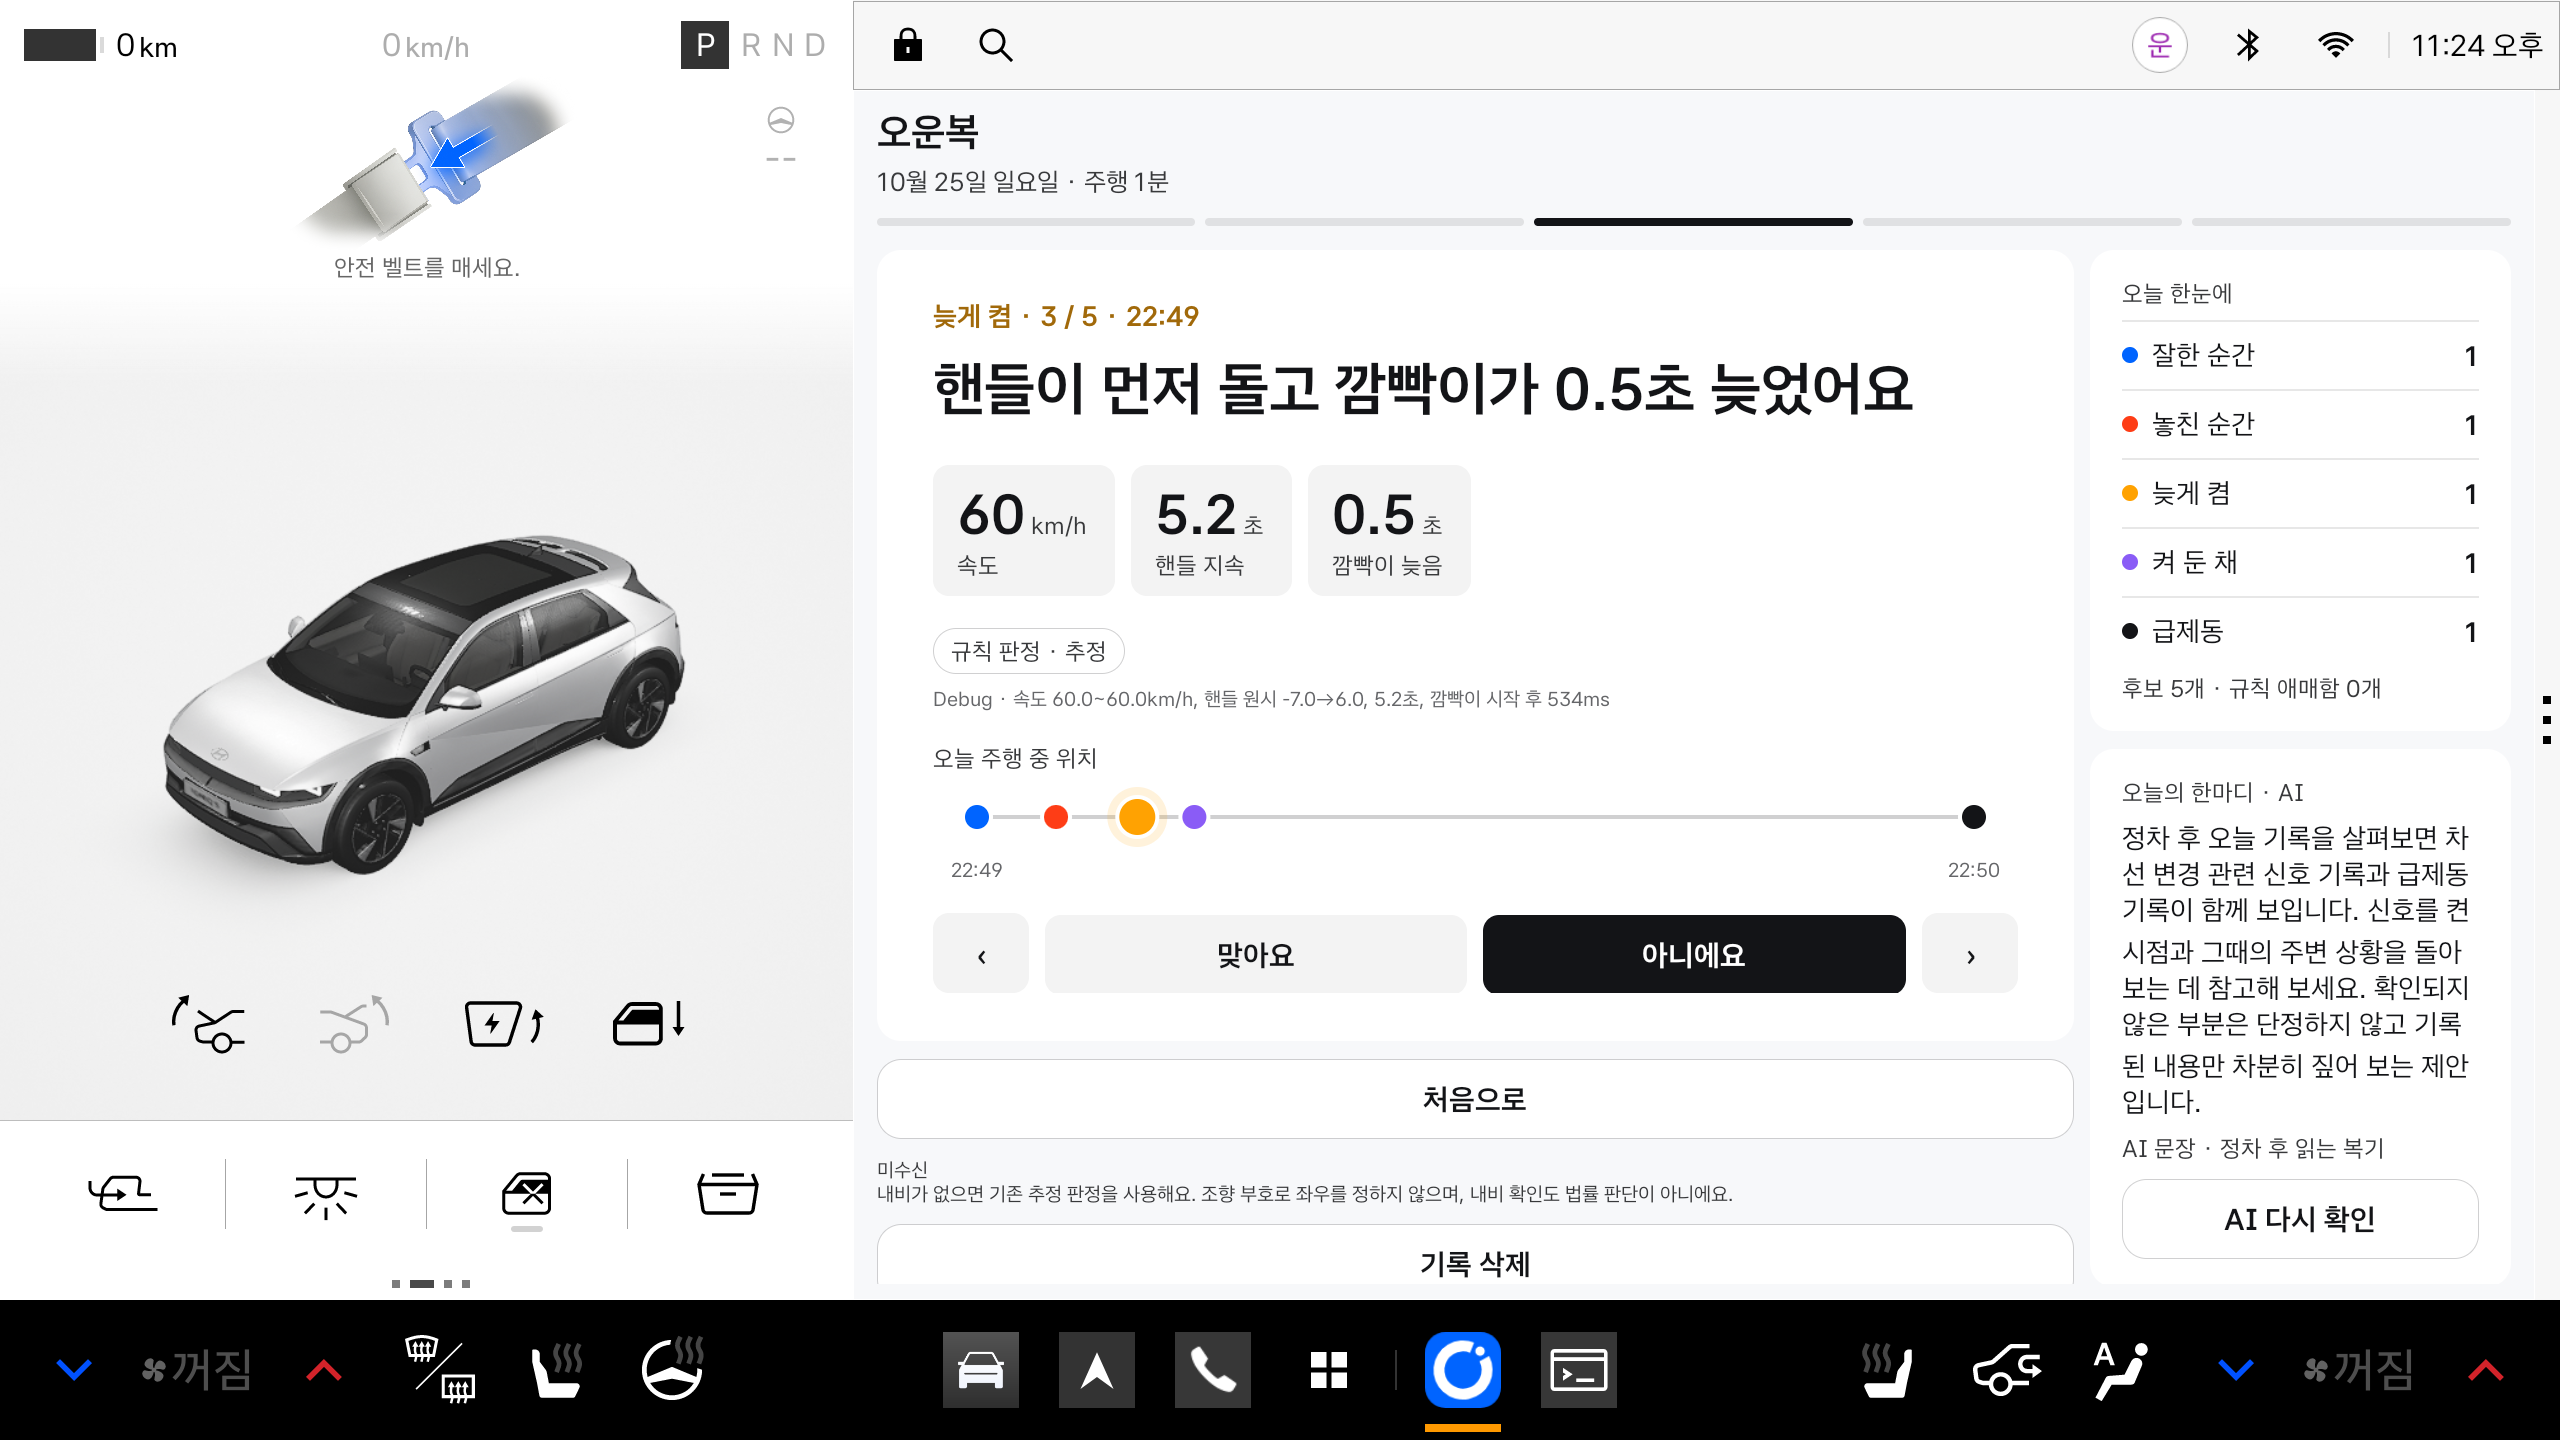 0 km
0 km/h
P R N D
안전 벨트를 매세요.
운
11:24 오후
오운복
10월 25일 일요일 · 주행 1분
늦게 켬 · 3 / 5 · 22:49
핸들이 먼저 돌고 깜빡이가 0.5초 늦었어요
60 km/h
속도
5.2 초
핸들 지속
0.5 초
깜빡이 늦음
규칙 판정 · 추정
Debug · 속도 60.0~60.0km/h, 핸들 원시 -7.0→6.0, 5.2초, 깜빡이 시작 후 534ms
오늘 주행 중 위치
22:49
22:50
‹
맞아요
아니에요
›
처음으로
미수신
내비가 없으면 기존 추정 판정을 사용해요. 조향 부호로 좌우를 정하지 않으며, 내비 확인도 법률 판단이 아니에요.
기록 삭제
오늘 한눈에
잘한 순간 1
놓친 순간 1
늦게 켬 1
켜 둔 채 1
급제동 1
후보 5개 · 규칙 애매함 0개
오늘의 한마디 · AI
정차 후 오늘 기록을 살펴보면 차
선 변경 관련 신호 기록과 급제동
기록이 함께 보입니다. 신호를 켠
시점과 그때의 주변 상황을 돌아
보는 데 참고해 보세요. 확인되지
않은 부분은 단정하지 않고 기록
된 내용만 차분히 짚어 보는 제안
입니다.
AI 문장 · 정차 후 읽는 복기
AI 다시 확인
꺼짐
A
꺼짐